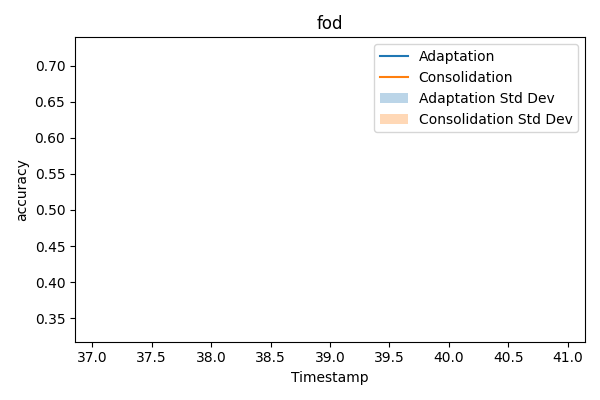 fod
Adaptation
Consolidation
Adaptation Std Dev
Consolidation Std Dev
accuracy
0.70
0.65
0.60
0.55
0.50
0.45
0.40
0.35
37.0 37.5 38.0 38.5 39.0 39.5 40.0 40.5 41.0
Timestamp